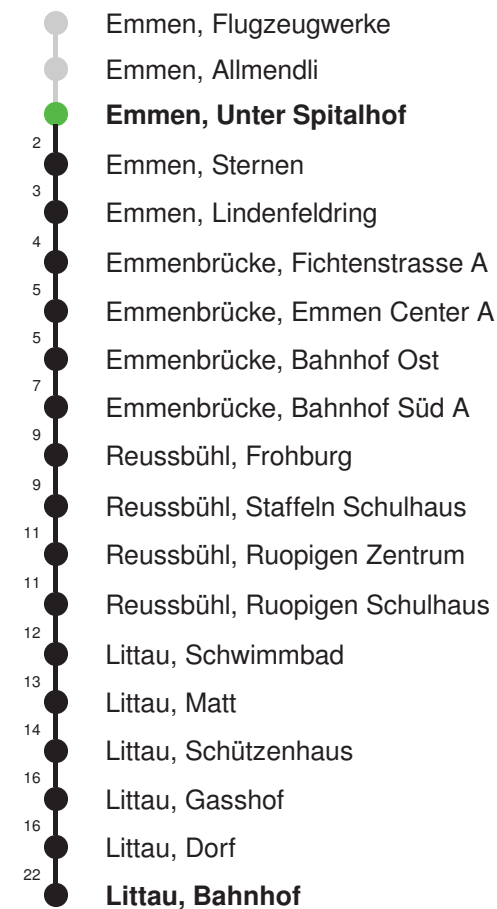 Emmen, Flugzeugwerke
Emmen, Allmendli
Emmen, Unter Spitalhof
2
Emmen, Sternen
3
Emmen, Lindenfeldring
4
Emmenbrücke, Fichtenstrasse A
5
Emmenbrücke, Emmen Center A
5
Emmenbrücke, Bahnhof Ost
7
Emmenbrücke, Bahnhof Süd A
9
Reussbühl, Frohburg
9
Reussbühl, Staffeln Schulhaus
11
Reussbühl, Ruopigen Zentrum
11
Reussbühl, Ruopigen Schulhaus
12
Littau, Schwimmbad
13
Littau, Matt
14
Littau, Schützenhaus
16
Littau, Gasshof
16
Littau, Dorf
22
Littau, Bahnhof